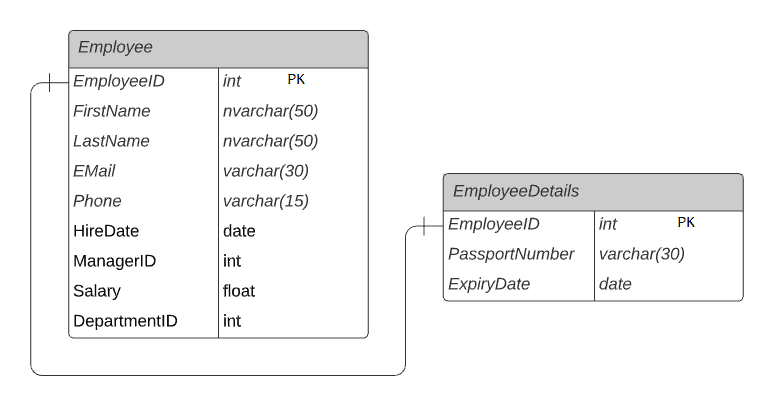 Employee
EmployeeID int PK
FirstName nvarchar(50)
LastName nvarchar(50)
EMail varchar(30)
Phone varchar(15)
HireDate date
ManagerID int
Salary float
DepartmentID int
EmployeeDetails
EmployeeID int PK
PassportNumber varchar(30)
ExpiryDate date